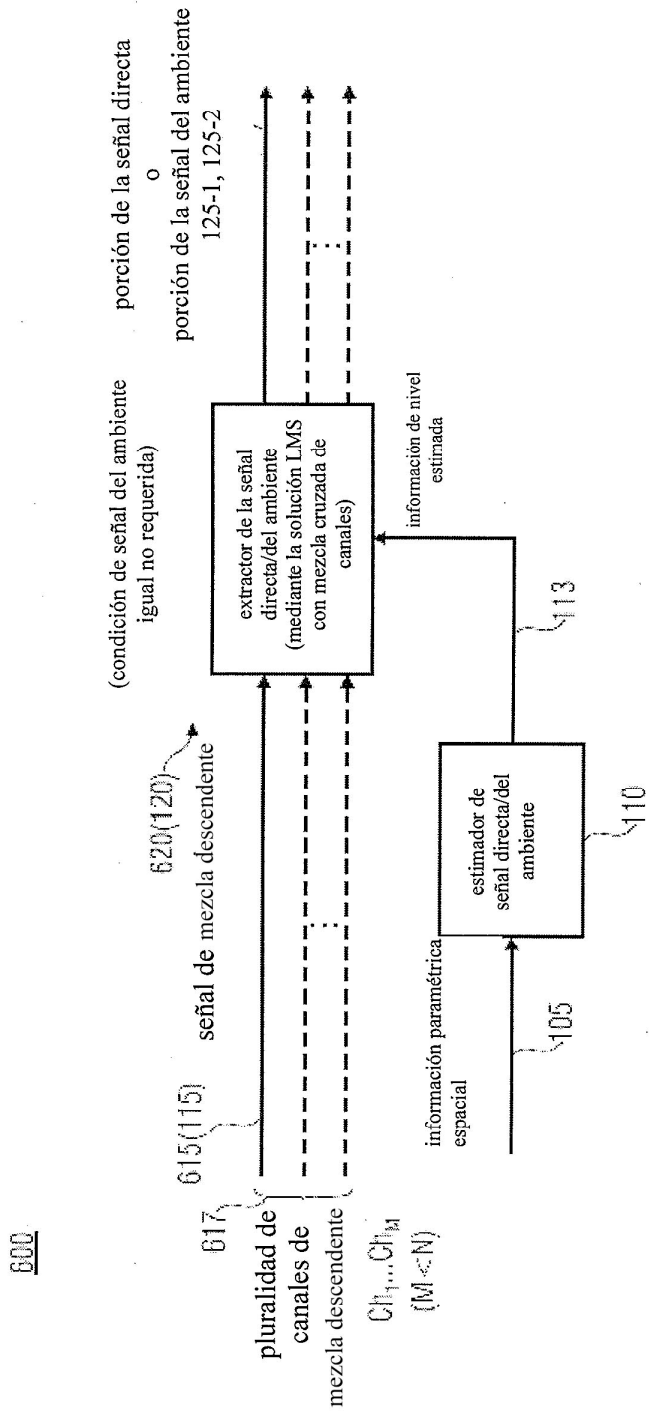 600
617
pluralidad de
canales de
mezcla descendente
Ch₁...Ch_M
(M<N)
615(115)
señal de mezcla descendente
620(120)
(condición de señal del ambiente
igual no requerida)
extractor de la señal
directa/del ambiente
(mediante la solución LMS
con mezcla cruzada de
canales)
porción de la señal directa
o
porción de la señal del ambiente
125-1, 125-2
información paramétrica
espacial
105
estimador de
señal directa/del
ambiente
110
113
información de nivel
estimada